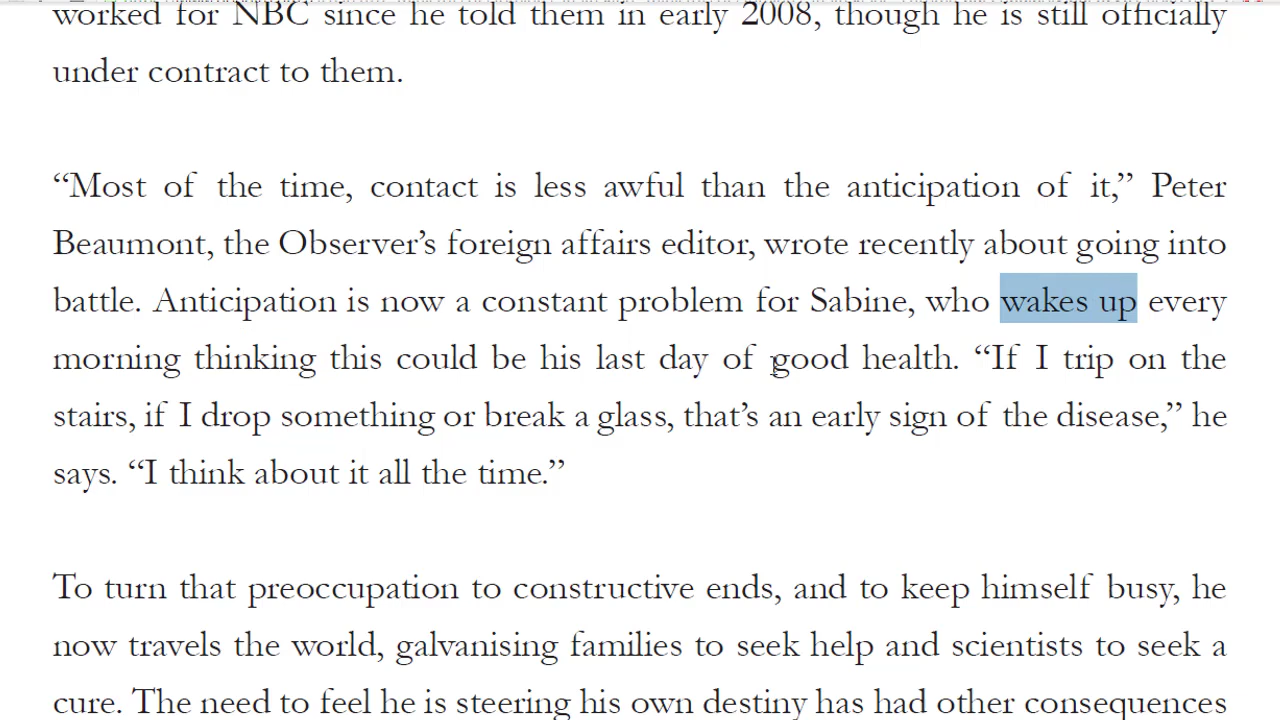 worked for NBC since he told them in early 2008, though he is still officially
under contract to them.
“Most of the time, contact is less awful than the anticipation of it,” Peter
Beaumont, the Observer’s foreign affairs editor, wrote recently about going into
battle. Anticipation is now a constant problem for Sabine, who wakes up every
morning thinking this could be his last day of good health. “If I trip on the
stairs, if I drop something or break a glass, that’s an early sign of the disease,” he
says. “I think about it all the time.”
To turn that preoccupation to constructive ends, and to keep himself busy, he
now travels the world, galvanising families to seek help and scientists to seek a
cure. The need to feel he is steering his own destiny has had other consequences